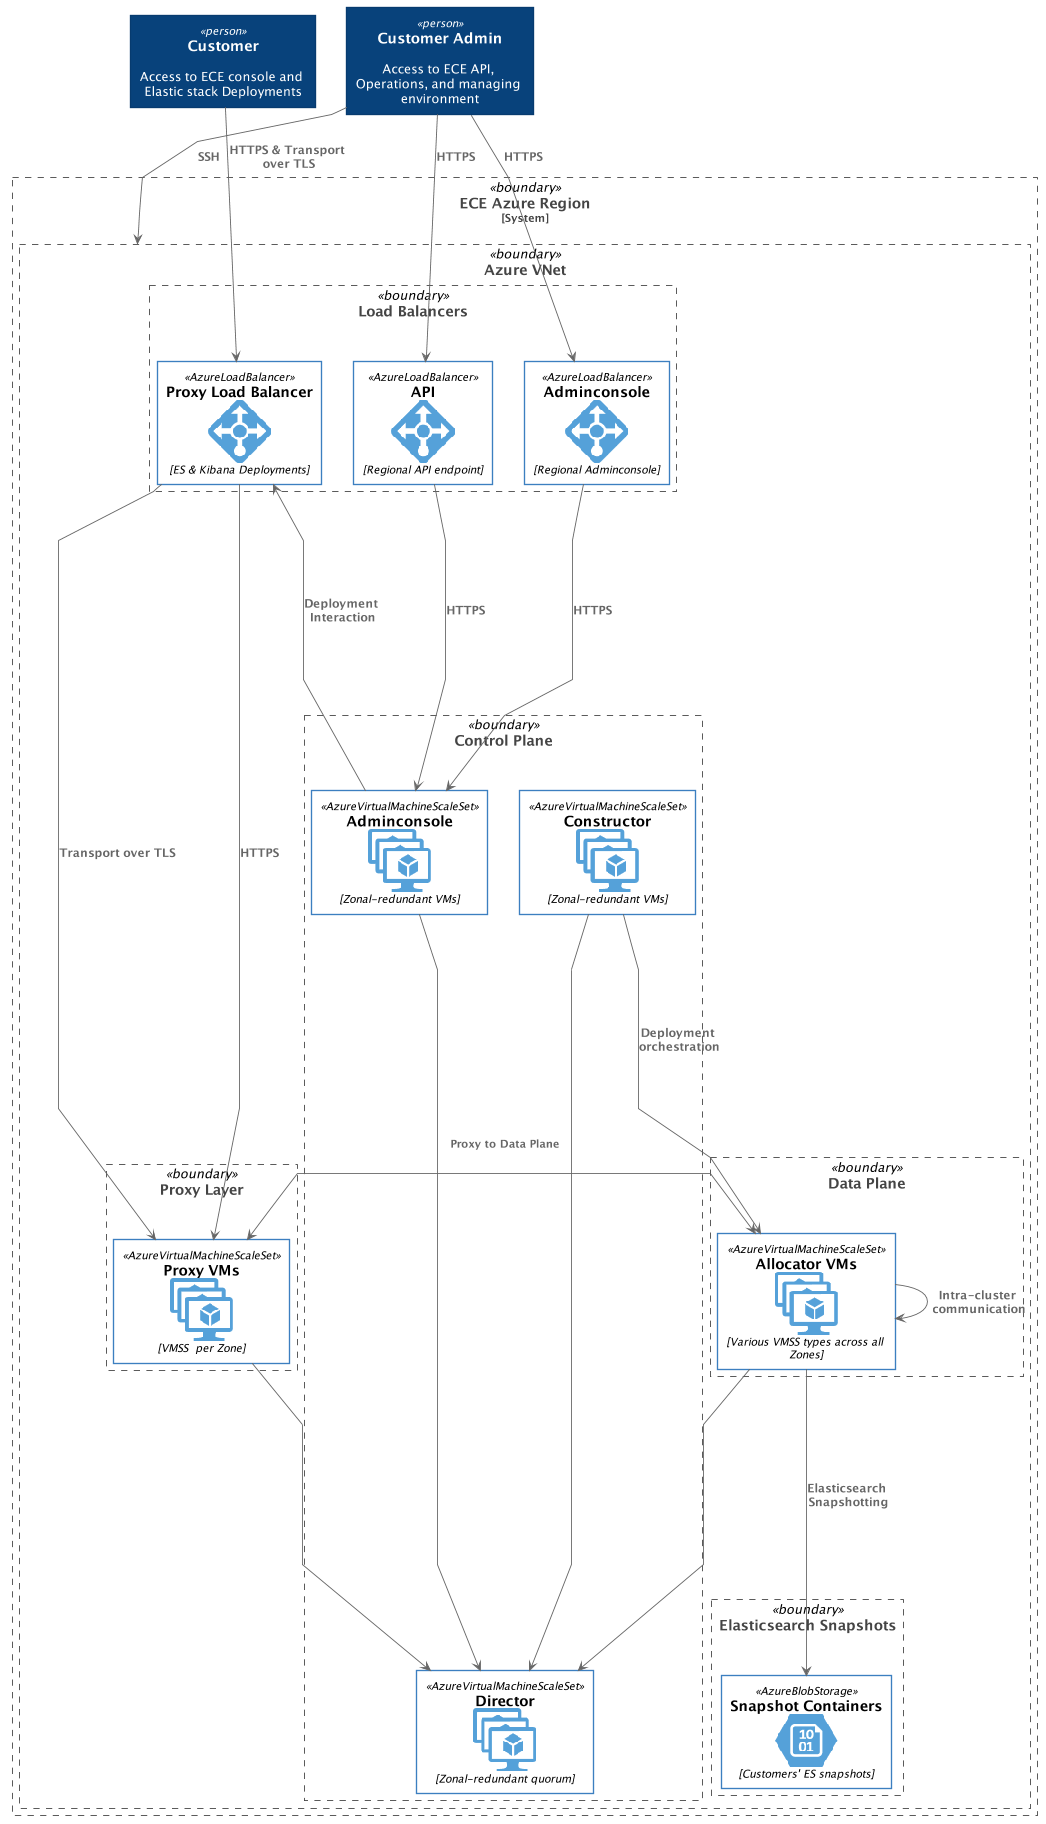 «person»
Customer
Access to ECE console and
Elastic stack Deployments
«person»
Customer Admin
Access to ECE API,
Operations, and managing
environment
SSH
HTTPS & Transport
over TLS
HTTPS
HTTPS
«boundary»
ECE Azure Region
[System]
«boundary»
Azure VNet
«boundary»
Load Balancers
«AzureLoadBalancer»
Proxy Load Balancer
[ES & Kibana Deployments]
«AzureLoadBalancer»
API
[Regional API endpoint]
«AzureLoadBalancer»
Adminconsole
[Regional Adminconsole]
Deployment
Interaction
HTTPS
HTTPS
«boundary»
Control Plane
«AzureVirtualMachineScaleSet»
Adminconsole
[Zonal-redundant VMs]
«AzureVirtualMachineScaleSet»
Constructor
[Zonal-redundant VMs]
Transport over TLS
HTTPS
Deployment
orchestration
Proxy to Data Plane
«boundary»
Proxy Layer
«AzureVirtualMachineScaleSet»
Proxy VMs
[VMSS  per Zone]
«boundary»
Data Plane
«AzureVirtualMachineScaleSet»
Allocator VMs
[Various VMSS types across all
Zones]
Intra-cluster
communication
Elasticsearch
Snapshotting
«boundary»
Elasticsearch Snapshots
«AzureVirtualMachineScaleSet»
Director
[Zonal-redundant quorum]
«AzureBlobStorage»
Snapshot Containers
10
01
[Customers' ES snapshots]